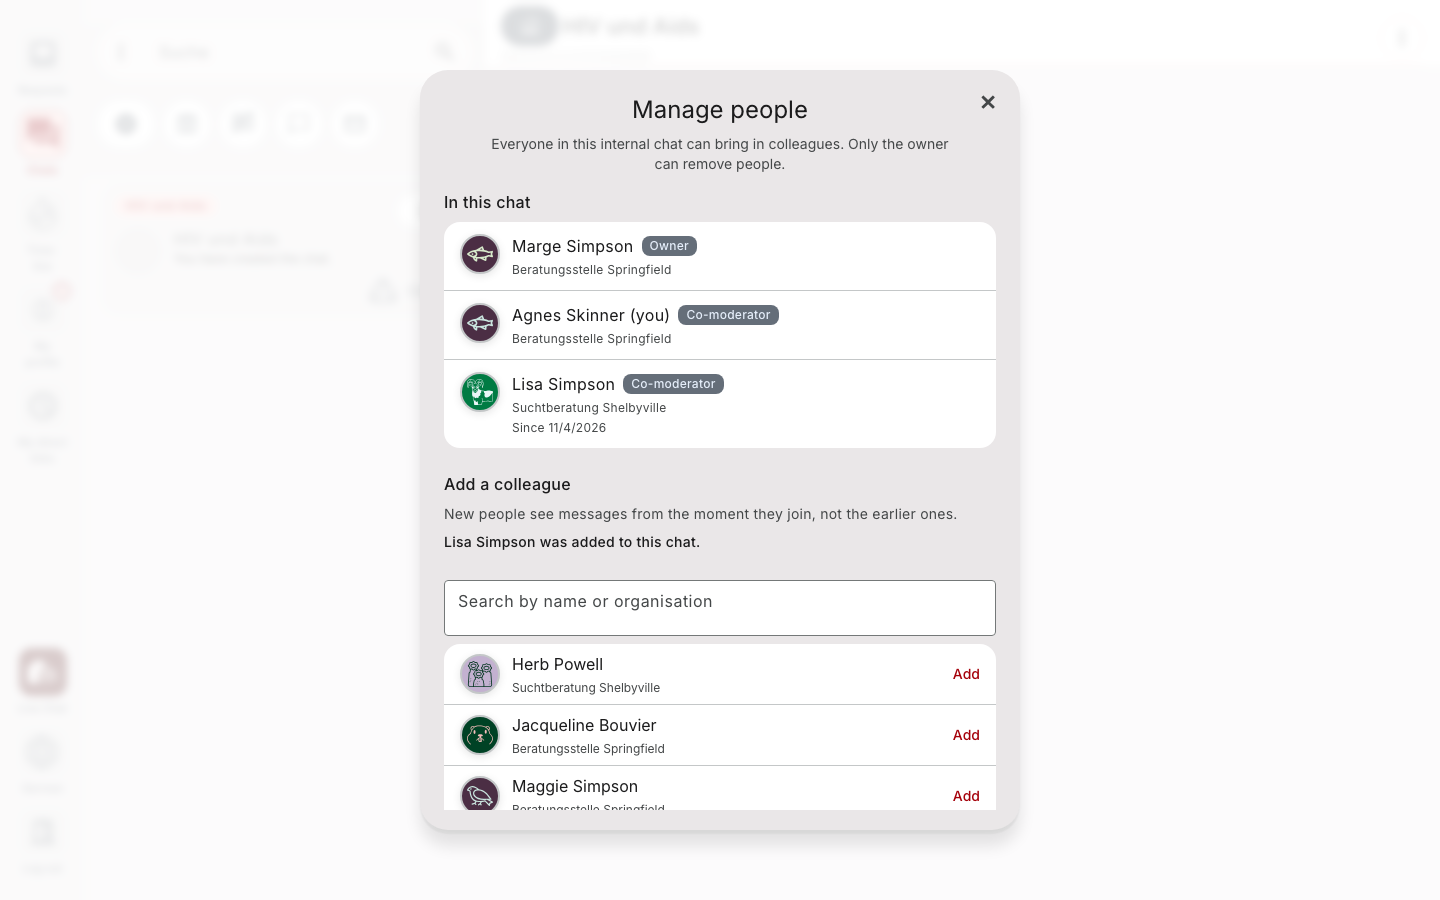 Manage people
Everyone in this internal chat can bring in colleagues. Only the owner
can remove people.
In this chat
Marge Simpson Owner
Beratungsstelle Springfield
Agnes Skinner (you) Co-moderator
Beratungsstelle Springfield
Lisa Simpson Co-moderator
Suchtberatung Shelbyville
Since 11/4/2026
Add a colleague
New people see messages from the moment they join, not the earlier ones.
Lisa Simpson was added to this chat.
Search by name or organisation
Herb Powell
Suchtberatung Shelbyville
Add
Jacqueline Bouvier
Beratungsstelle Springfield
Add
Maggie Simpson
Beratungsstelle Springfield
Add